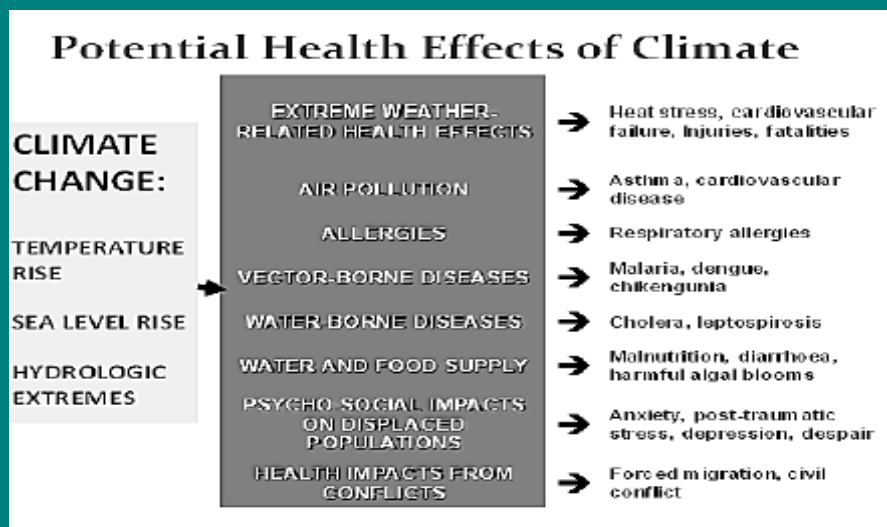 Potential Health Effects of Climate
CLIMATE
CHANGE:
TEMPERATURE
RISE
SEA LEVEL RISE
HYDROLOGIC
EXTREMES
EXTREME WEATHER-
RELATED HEALTH EFFECTS
Heat stress, cardiovascular
failure, Injuries, fatalities
AIR POLLUTION
Asthma, cardiovascular
disease
ALLERGIES
Respiratory allergies
VECTOR-BORNE DISEASES
Malaria, dengue,
chikengunia
WATER-BORNE DISEASES
Cholera, leptospirosis
WATER AND FOOD SUPPLY
Malnutrition, diarrhoea,
harmful algal blooms
PSYCHO-SOCIAL IMPACTS
ON DISPLACED
POPULATIONS
Anxiety, post-traumatic
stress, depression, despair
HEALTH IMPACTS FROM
CONFLICTS
Forced migration, civil
conflict